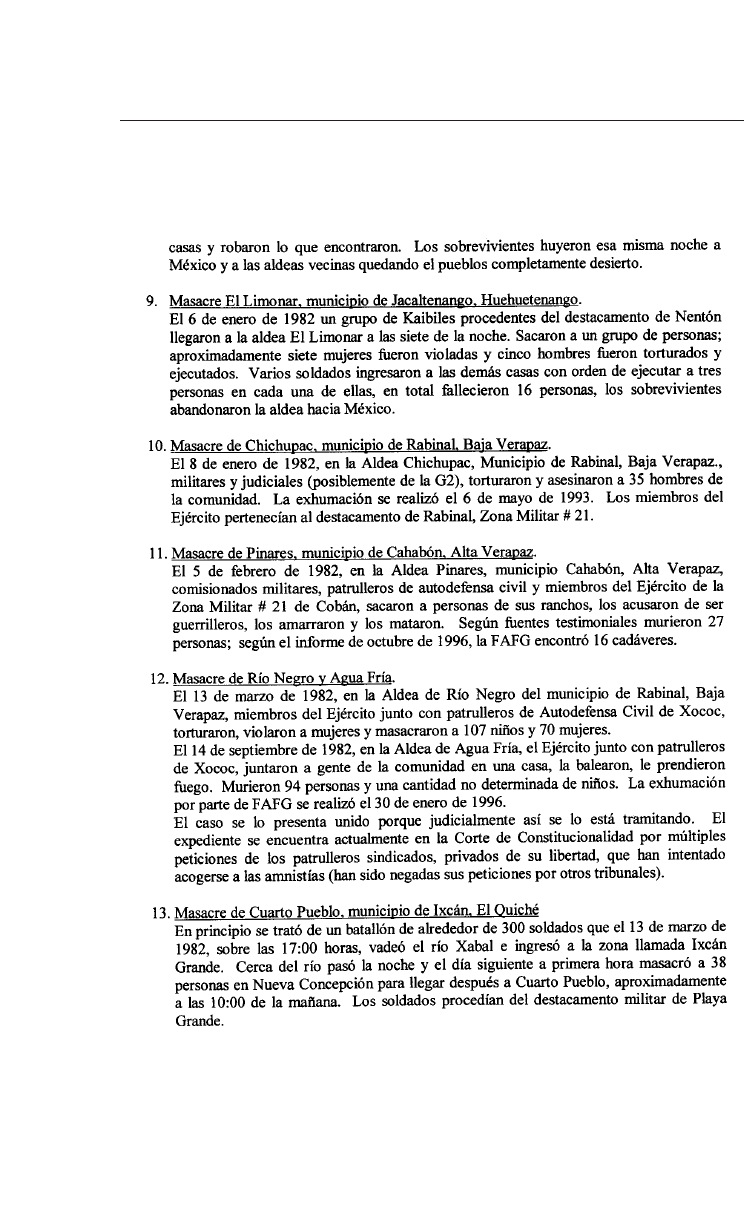 casas y robaron lo que encontraron. Los sobrevivientes huyeron esa misma noche a
México y a las aldeas vecinas quedando el pueblos completamente desierto.
9. Masacre El Limonar, municipio de Jacaltenango, Huehuetenango.
El 6 de enero de 1982 un grupo de Kaibiles procedentes del destacamento de Nentón
llegaron a la aldea El Limonar a las siete de la noche. Sacaron a un grupo de personas;
aproximadamente siete mujeres fueron violadas y cinco hombres fueron torturados y
ejecutados. Varios soldados ingresaron a las demás casas con orden de ejecutar a tres
personas en cada una de ellas, en total fallecieron 16 personas, los sobrevivientes
abandonaron la aldea hacia México.
10. Masacre de Chichupac, municipio de Rabinal, Baja Verapaz.
El 8 de enero de 1982, en la Aldea Chichupac, Municipio de Rabinal, Baja Verapaz.,
militares y judiciales (posiblemente de la G2), torturaron y asesinaron a 35 hombres de
la comunidad. La exhumación se realizó el 6 de mayo de 1993. Los miembros del
Ejército pertenecían al destacamento de Rabinal, Zona Militar # 21.
11. Masacre de Pinares, municipio de Cahabón, Alta Verapaz.
El 5 de febrero de 1982, en la Aldea Pinares, municipio Cahabón, Alta Verapaz,
comisionados militares, patrulleros de autodefensa civil y miembros del Ejército de la
Zona Militar # 21 de Cobán, sacaron a personas de sus ranchos, los acusaron de ser
guerrilleros, los amarraron y los mataron. Según fuentes testimoniales murieron 27
personas; según el informe de octubre de 1996, la FAFG encontró 16 cadáveres.
12. Masacre de Río Negro y Agua Fría.
El 13 de marzo de 1982, en la Aldea de Río Negro del municipio de Rabinal, Baja
Verapaz, miembros del Ejército junto con patrulleros de Autodefensa Civil de Xococ,
torturaron, violaron a mujeres y masacraron a 107 niños y 70 mujeres.
El 14 de septiembre de 1982, en la Aldea de Agua Fría, el Ejército junto con patrulleros
de Xococ, juntaron a gente de la comunidad en una casa, la balearon, le prendieron
fuego. Murieron 94 personas y una cantidad no determinada de niños. La exhumación
por parte de FAFG se realizó el 30 de enero de 1996.
El caso se lo presenta unido porque judicialmente así se lo está tramitando. El
expediente se encuentra actualmente en la Corte de Constitucionalidad por múltiples
peticiones de los patrulleros sindicados, privados de su libertad, que han intentado
acogerse a las amnistías (han sido negadas sus peticiones por otros tribunales).
13. Masacre de Cuarto Pueblo, municipio de Ixcán, El Quiché
En principio se trató de un batallón de alrededor de 300 soldados que el 13 de marzo de
1982, sobre las 17:00 horas, vadeó el río Xabal e ingresó a la zona llamada Ixcán
Grande. Cerca del río pasó la noche y el día siguiente a primera hora masacró a 38
personas en Nueva Concepción para llegar después a Cuarto Pueblo, aproximadamente
a las 10:00 de la mañana. Los soldados procedían del destacamento militar de Playa
Grande.